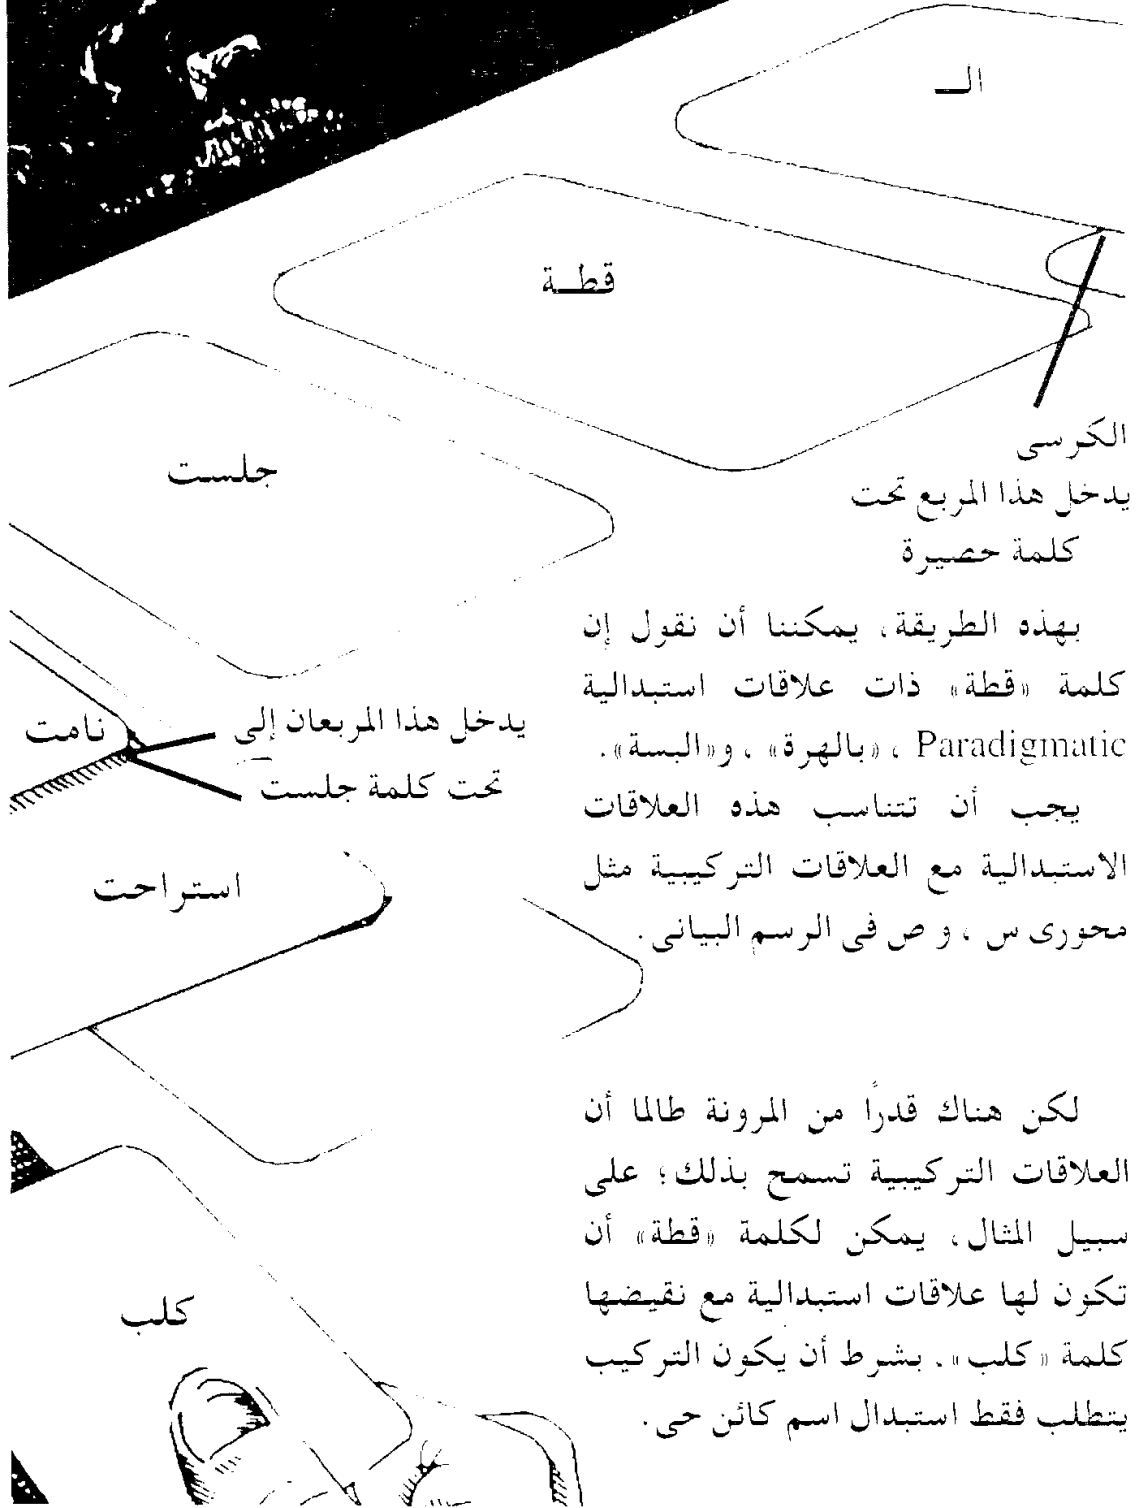 الـ
قطـة
جلست
الكرسى
يدخل هذا المربع تحت
كلمة حصيرة
بهذه الطريقة، يمكننا أن نقول إن
كلمة «قطة» ذات علاقات استبدالية
Paradigmatic ، «بالهرة» ، و«البسة».
يجب أن تتناسب هذه العلاقات
الاستبدالية مع العلاقات التركيبية مثل
محورى س ، و ص فى الرسم البيانى.
نامت
يدخل هذا المربعان إلى
تحت كلمة جلست
استراحت
لكن هناك قدرًا من المرونة طالما أن
العلاقات التركيبية تسمح بذلك؛ على
سبيل المثال، يمكن لكلمة «قطة» أن
تكون لها علاقات استبدالية مع نقيضها
كلمة «كلب». بشرط أن يكون التركيب
يتطلب فقط استبدال اسم كائن حى.
كلب